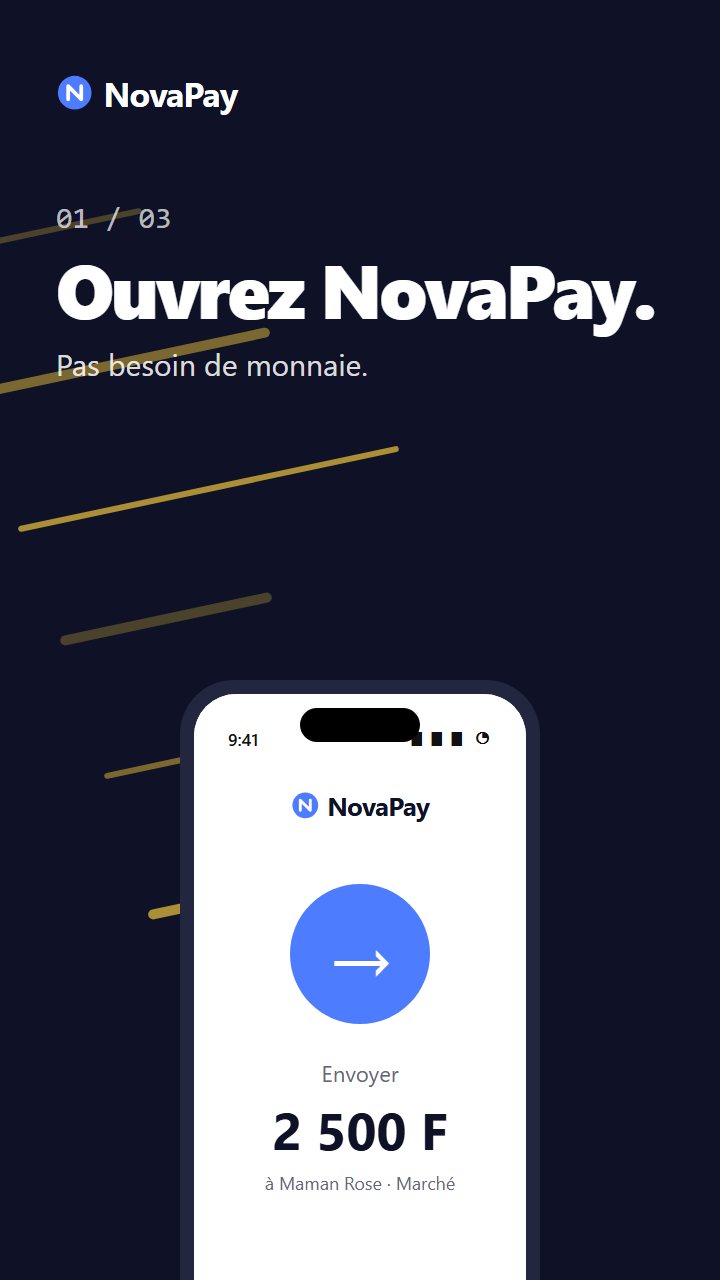 NovaPay
01 / 03
Ouvrez NovaPay.
Pas besoin de monnaie.
9:41
NovaPay
Envoyer
2 500 F
à Maman Rose · Marché